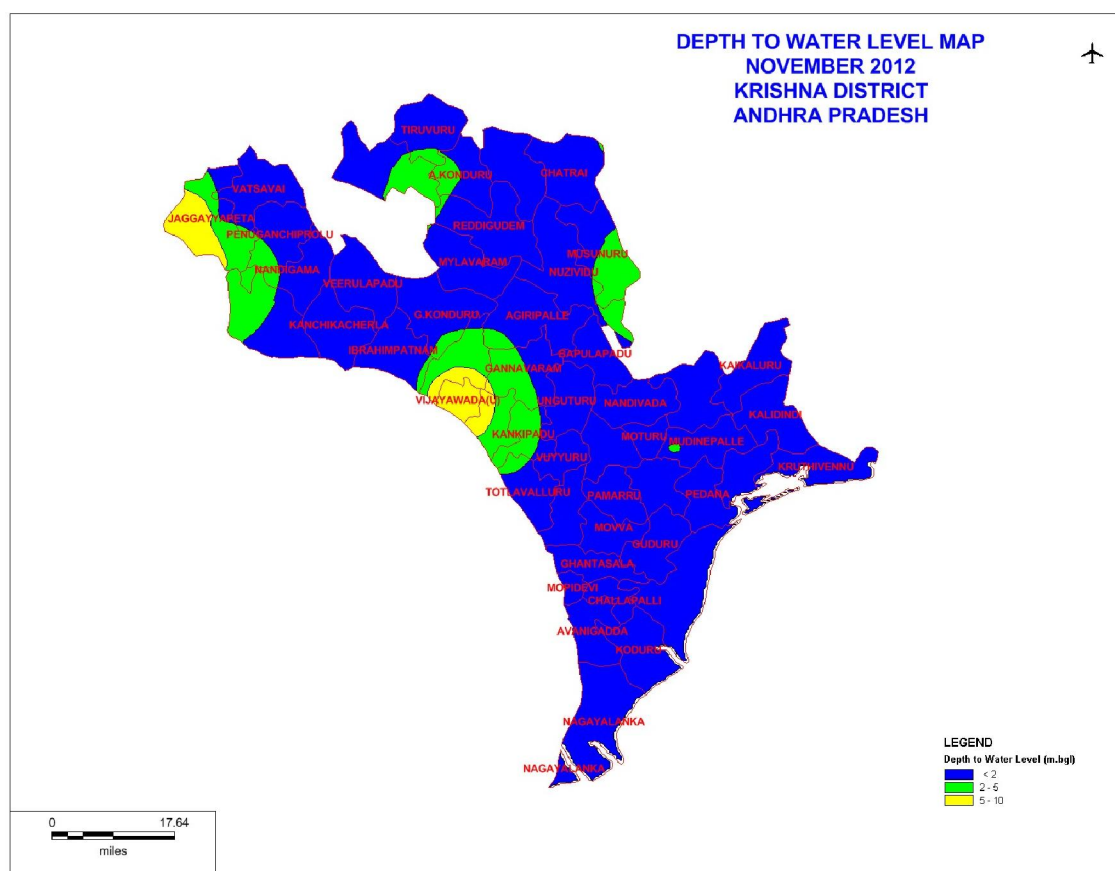 DEPTH TO WATER LEVEL MAP
NOVEMBER 2012
KRISHNA DISTRICT
ANDHRA PRADESH
TIRUVURU
A.KONDURU
CHATRAI
VATSAVAI
JAGGAYYAPETA
PENUGANCHIPROLU
REDDIGUDEM
MUSUNURU
NANDIGAMA
MYLAVARAM
NUZIVIDU
VEERULAPADU
KANCHIKACHERLA
G.KONDURU
AGIRIPALLE
IBRAHIMPATNAM
BAPULAPADU
GANNAVARAM
KAIKALURU
VIJAYAWADA(U)
UNGUTURU
NANDIVADA
KALIDINDI
KANKIPADU
MOTURU
MUDINEPALLE
VUYYURU
KRUTHIVENNU
TOTLAVALLURU
PAMARRU
PEDANA
MOVVA
GUDURU
GHANTASALA
MOPIDEVI
CHALLAPALLI
AVANIGADDA
KODURU
NAGAYALANKA
NAGAYALANKA
LEGEND
Depth to Water Level (m.bgl)
< 2
2 - 5
5 - 10
0 17.64
miles